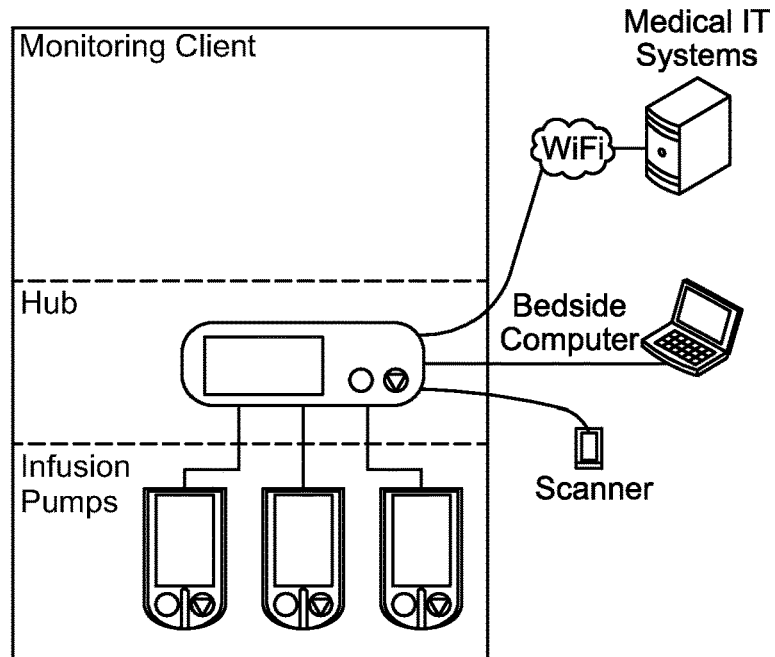 Monitoring Client
Medical IT
Systems
WiFi
Hub
Bedside
Computer
Infusion
Pumps
Scanner